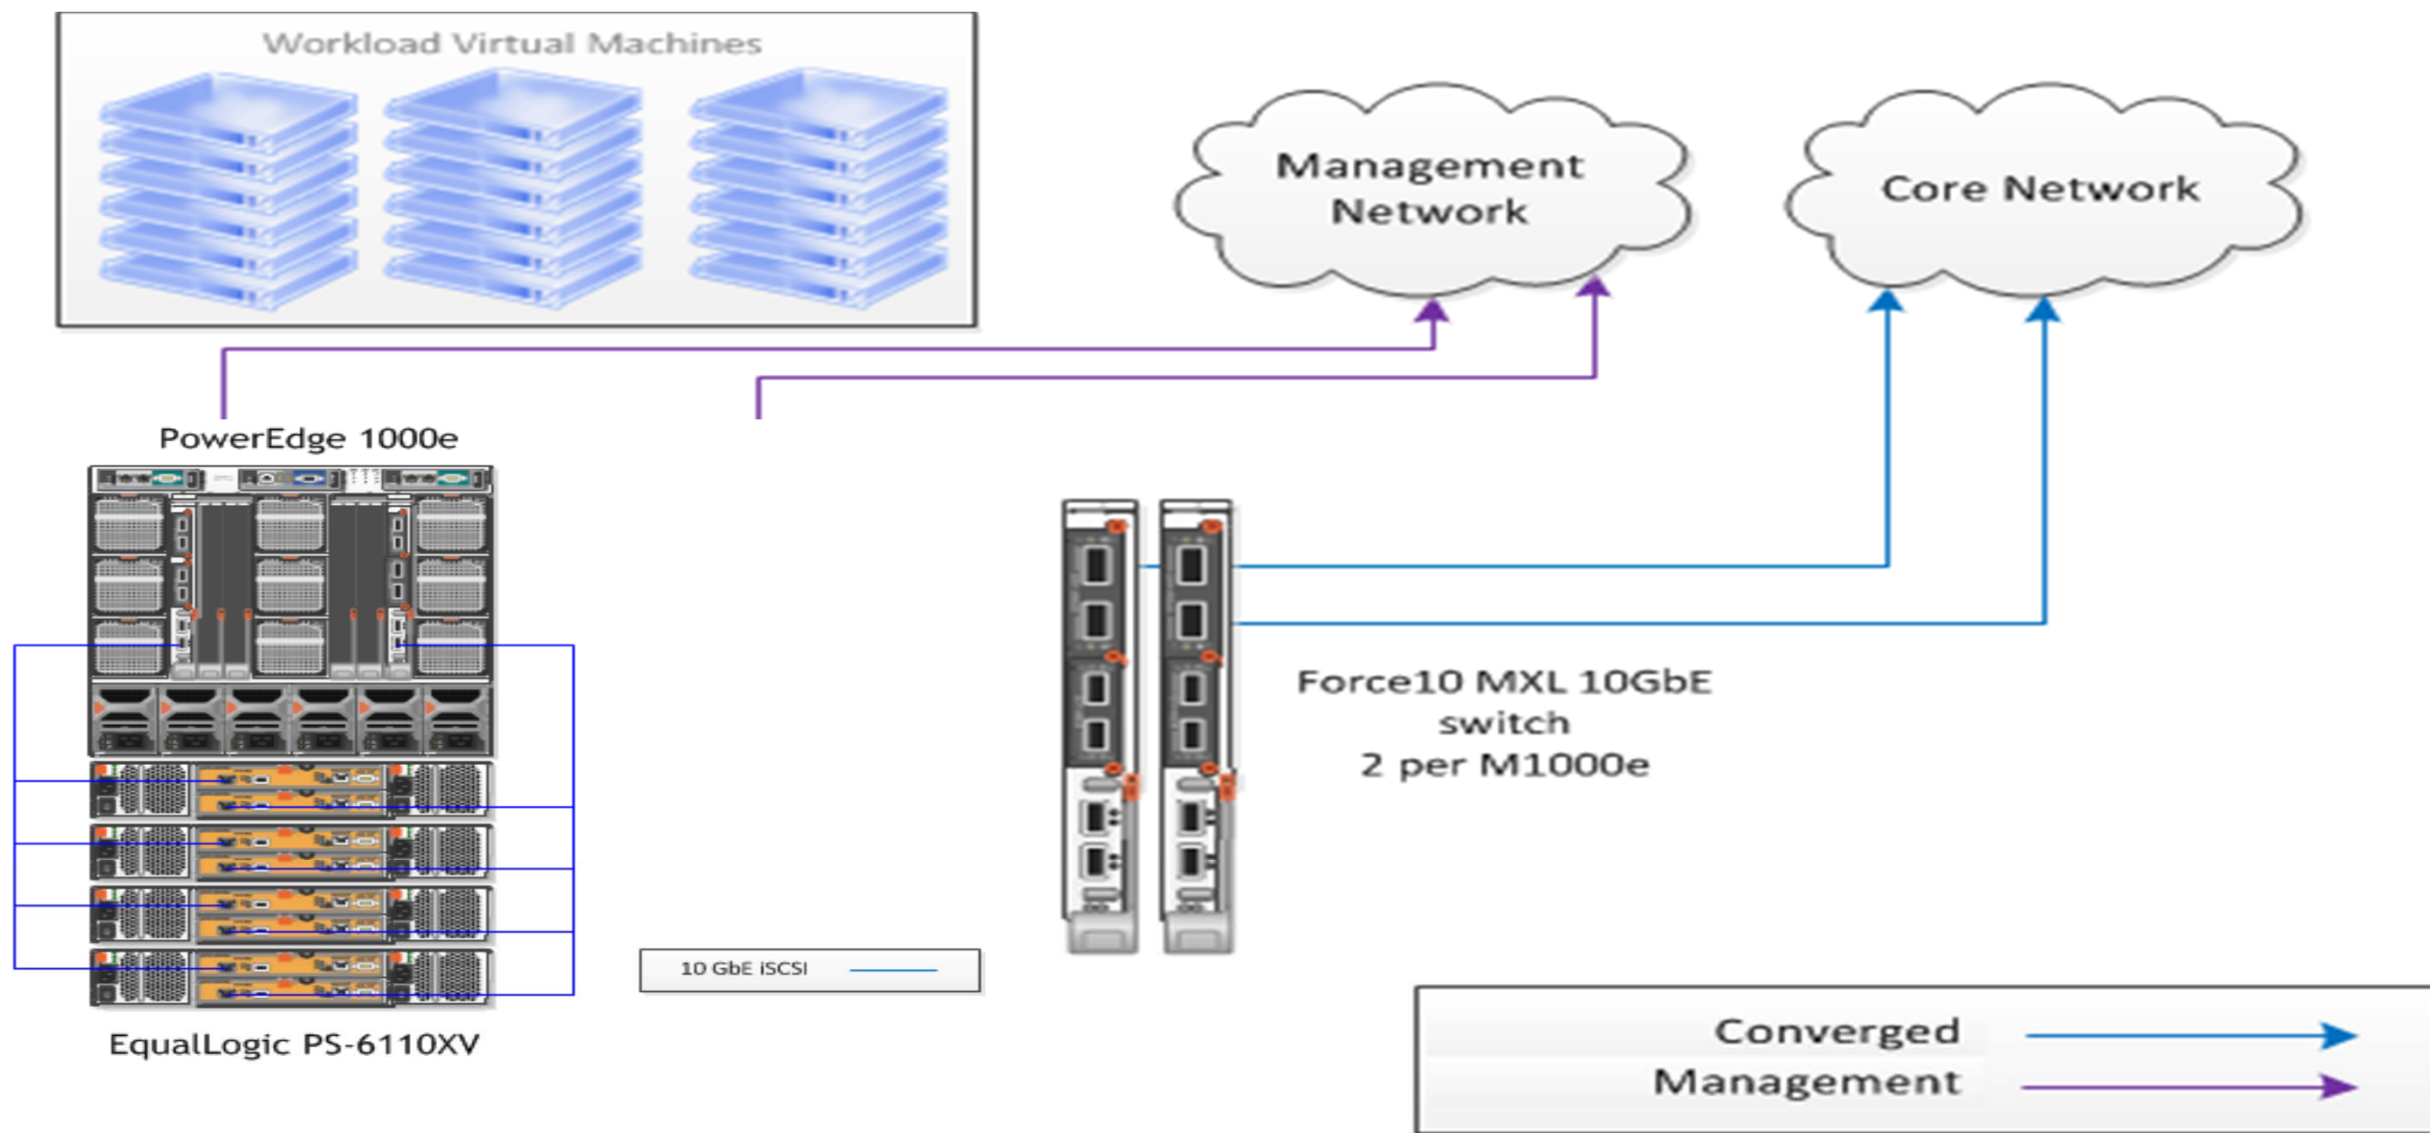 Workload Virtual Machines
Management
Network
Core Network
PowerEdge 1000e
Force10 MXL 10GbE
switch
2 per M1000e
10 GbE iSCSI
EqualLogic PS-6110XV
Converged
Management